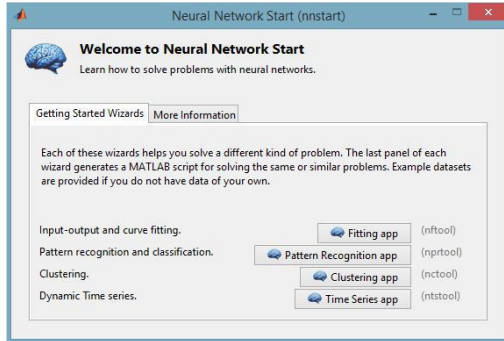 Neural Network Start (nnstart)
Welcome to Neural Network Start
Learn how to solve problems with neural networks.
Getting Started Wizards
More Information
Each of these wizards helps you solve a different kind of problem. The last panel of each
wizard generates a MATLAB script for solving the same or similar problems. Example datasets
are provided if you do not have data of your own.
Input-output and curve fitting. Fitting app (nftool)
Pattern recognition and classification. Pattern Recognition app (nprtool)
Clustering. Clustering app (nctool)
Dynamic Time series. Time Series app (ntstool)